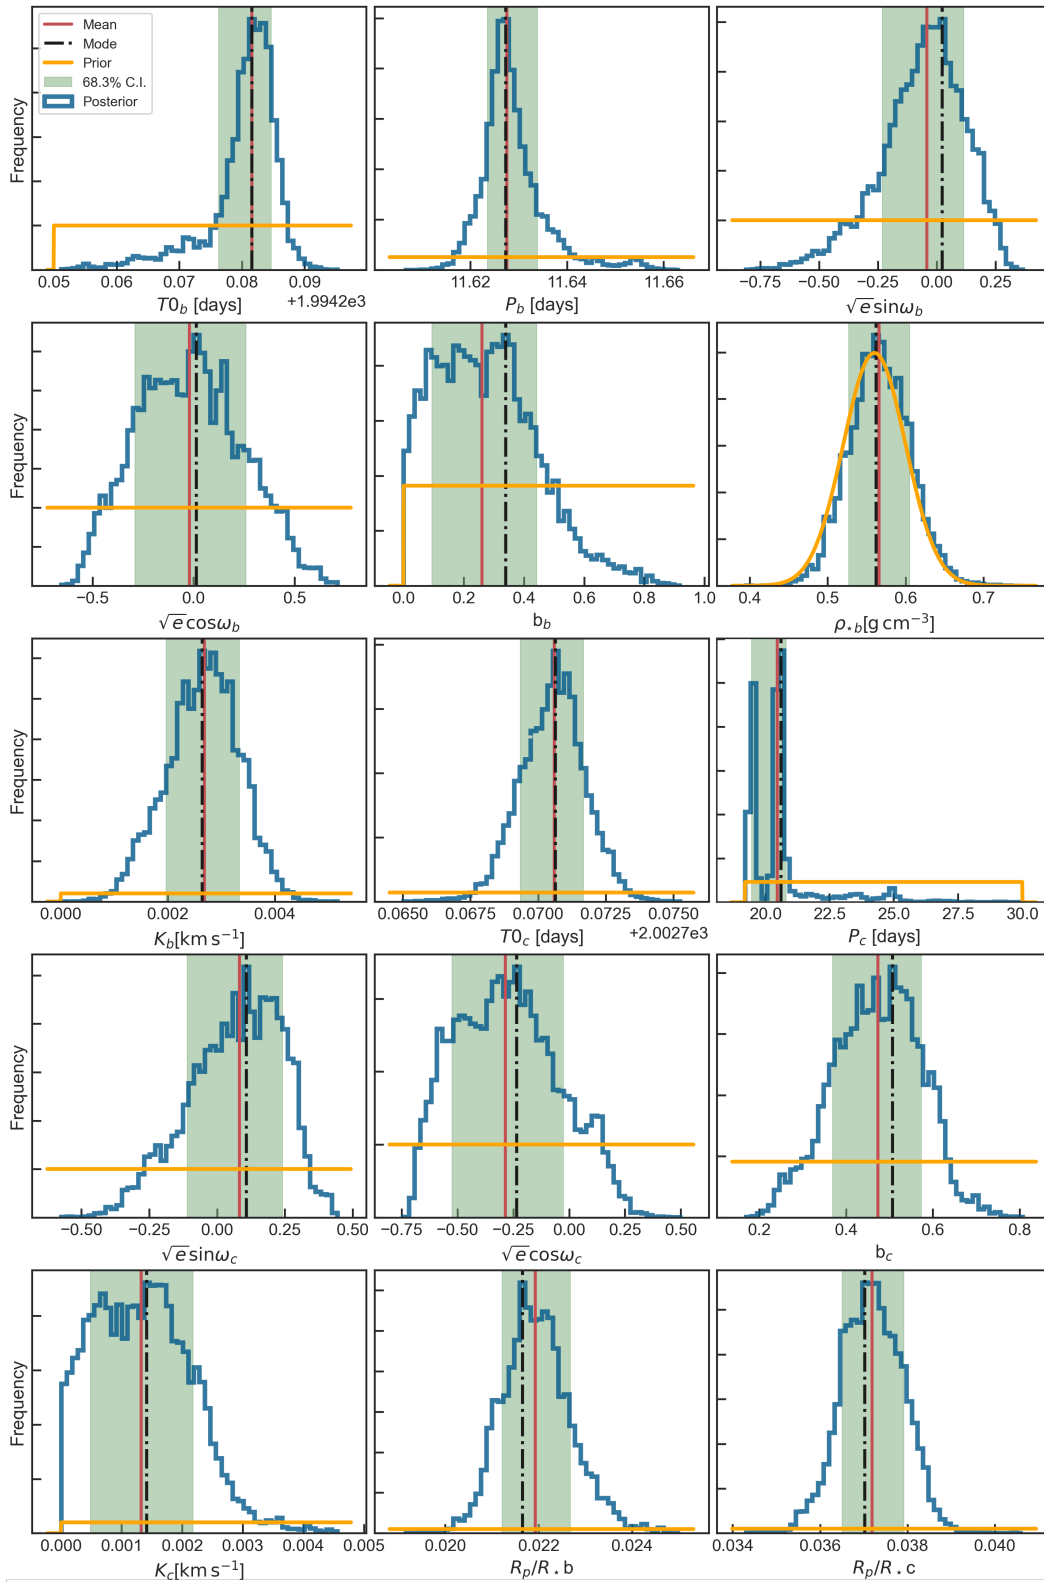 Mean
Mode
Prior
68.3% C.I.
Posterior
Frequency
0.05 0.06 0.07 0.08 0.09
T0b [days]
+1.9942e3
11.62 11.64 11.66
Pb [days]
−0.75 −0.50 −0.25 0.00 0.25
√e sinωb
Frequency
−0.5 0.0 0.5
√e cosωb
0.0 0.2 0.4 0.6 0.8 1.0
bb
0.4 0.5 0.6 0.7
ρ⋆b[g cm⁻³]
Frequency
0.000 0.002 0.004
Kb[km s⁻¹]
0.0650 0.0675 0.0700 0.0725 0.0750
T0c [days]
+2.0027e3
20.0 22.5 25.0 27.5 30.0
Pc [days]
Frequency
−0.50 −0.25 0.00 0.25 0.50
√e sinωc
−0.75 −0.50 −0.25 0.00 0.25 0.50
√e cosωc
0.2 0.4 0.6 0.8
bc
Frequency
0.000 0.001 0.002 0.003 0.004 0.005
Kc[km s⁻¹]
0.020 0.022 0.024
Rp/R⋆b
0.034 0.036 0.038 0.040
Rp/R⋆c